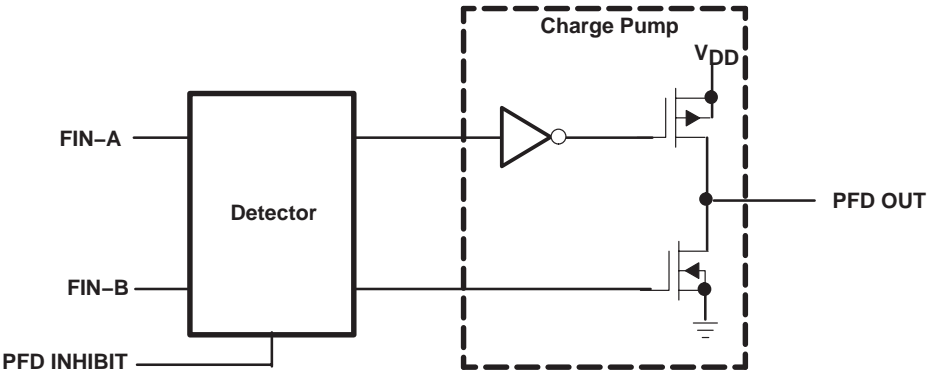 Charge Pump
VDD
FIN–A
Detector
PFD OUT
FIN–B
PFD INHIBIT